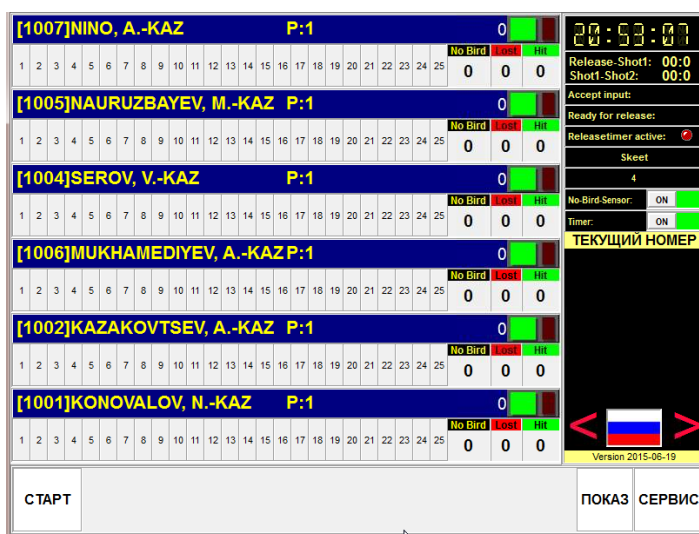 [1007]NINO, A.-KAZ P:1 0
No Bird Lost Hit
1 2 3 4 5 6 7 8 9 10 11 12 13 14 15 16 17 18 19 20 21 22 23 24 25 0 0 0
[1005]NAURUZBAYEV, M.-KAZ P:1 0
No Bird Lost Hit
1 2 3 4 5 6 7 8 9 10 11 12 13 14 15 16 17 18 19 20 21 22 23 24 25 0 0 0
[1004]SEROV, V.-KAZ P:1 0
No Bird Lost Hit
1 2 3 4 5 6 7 8 9 10 11 12 13 14 15 16 17 18 19 20 21 22 23 24 25 0 0 0
[1006]MUKHAMEDIYEV, A.-KAZ P:1 0
No Bird Lost Hit
1 2 3 4 5 6 7 8 9 10 11 12 13 14 15 16 17 18 19 20 21 22 23 24 25 0 0 0
[1002]KAZAKOVTSEV, A.-KAZ P:1 0
No Bird Lost Hit
1 2 3 4 5 6 7 8 9 10 11 12 13 14 15 16 17 18 19 20 21 22 23 24 25 0 0 0
[1001]KONOVALOV, N.-KAZ P:1 0
No Bird Lost Hit
1 2 3 4 5 6 7 8 9 10 11 12 13 14 15 16 17 18 19 20 21 22 23 24 25 0 0 0
20:53:07
Release-Shot1: 00:0
Shot1-Shot2: 00:0
Accept input:
Ready for release:
Releasetimer active:
Skeet
4
No-Bird-Sensor: ON
Timer: ON
ТЕКУЩИЙ НОМЕР
< >
Version 2015-06-19
СТАРТ ПОКАЗ СЕРВИС